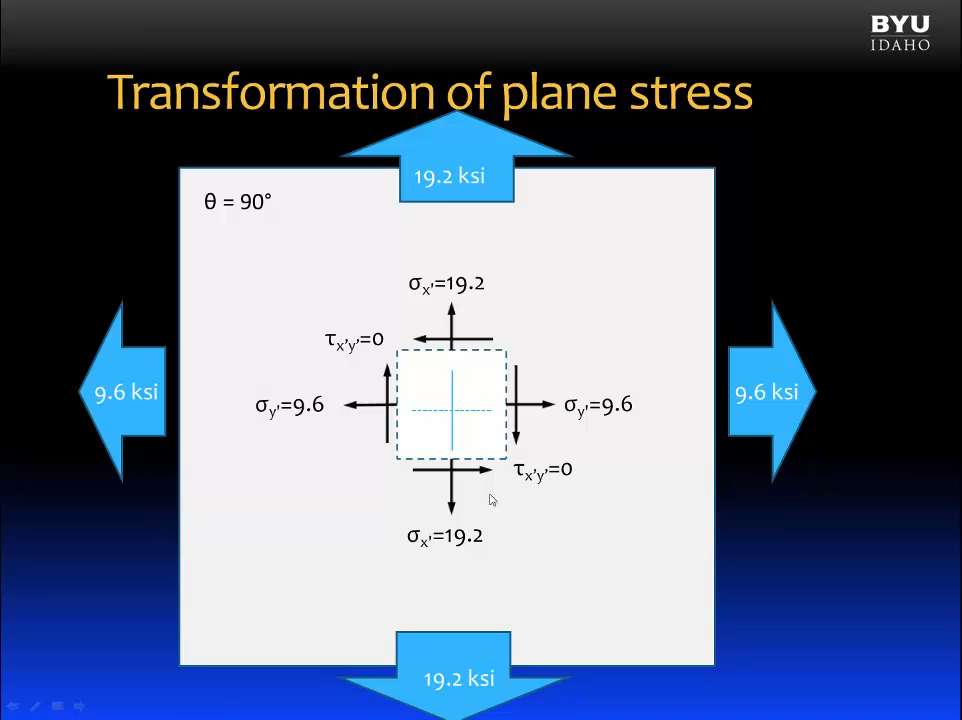 BYU
IDAHO
Transformation of plane stress
19.2 ksi
θ = 90°
σx'=19.2
τx'y'=0
9.6 ksi
σy'=9.6
σy'=9.6
9.6 ksi
τx'y'=0
σx'=19.2
19.2 ksi